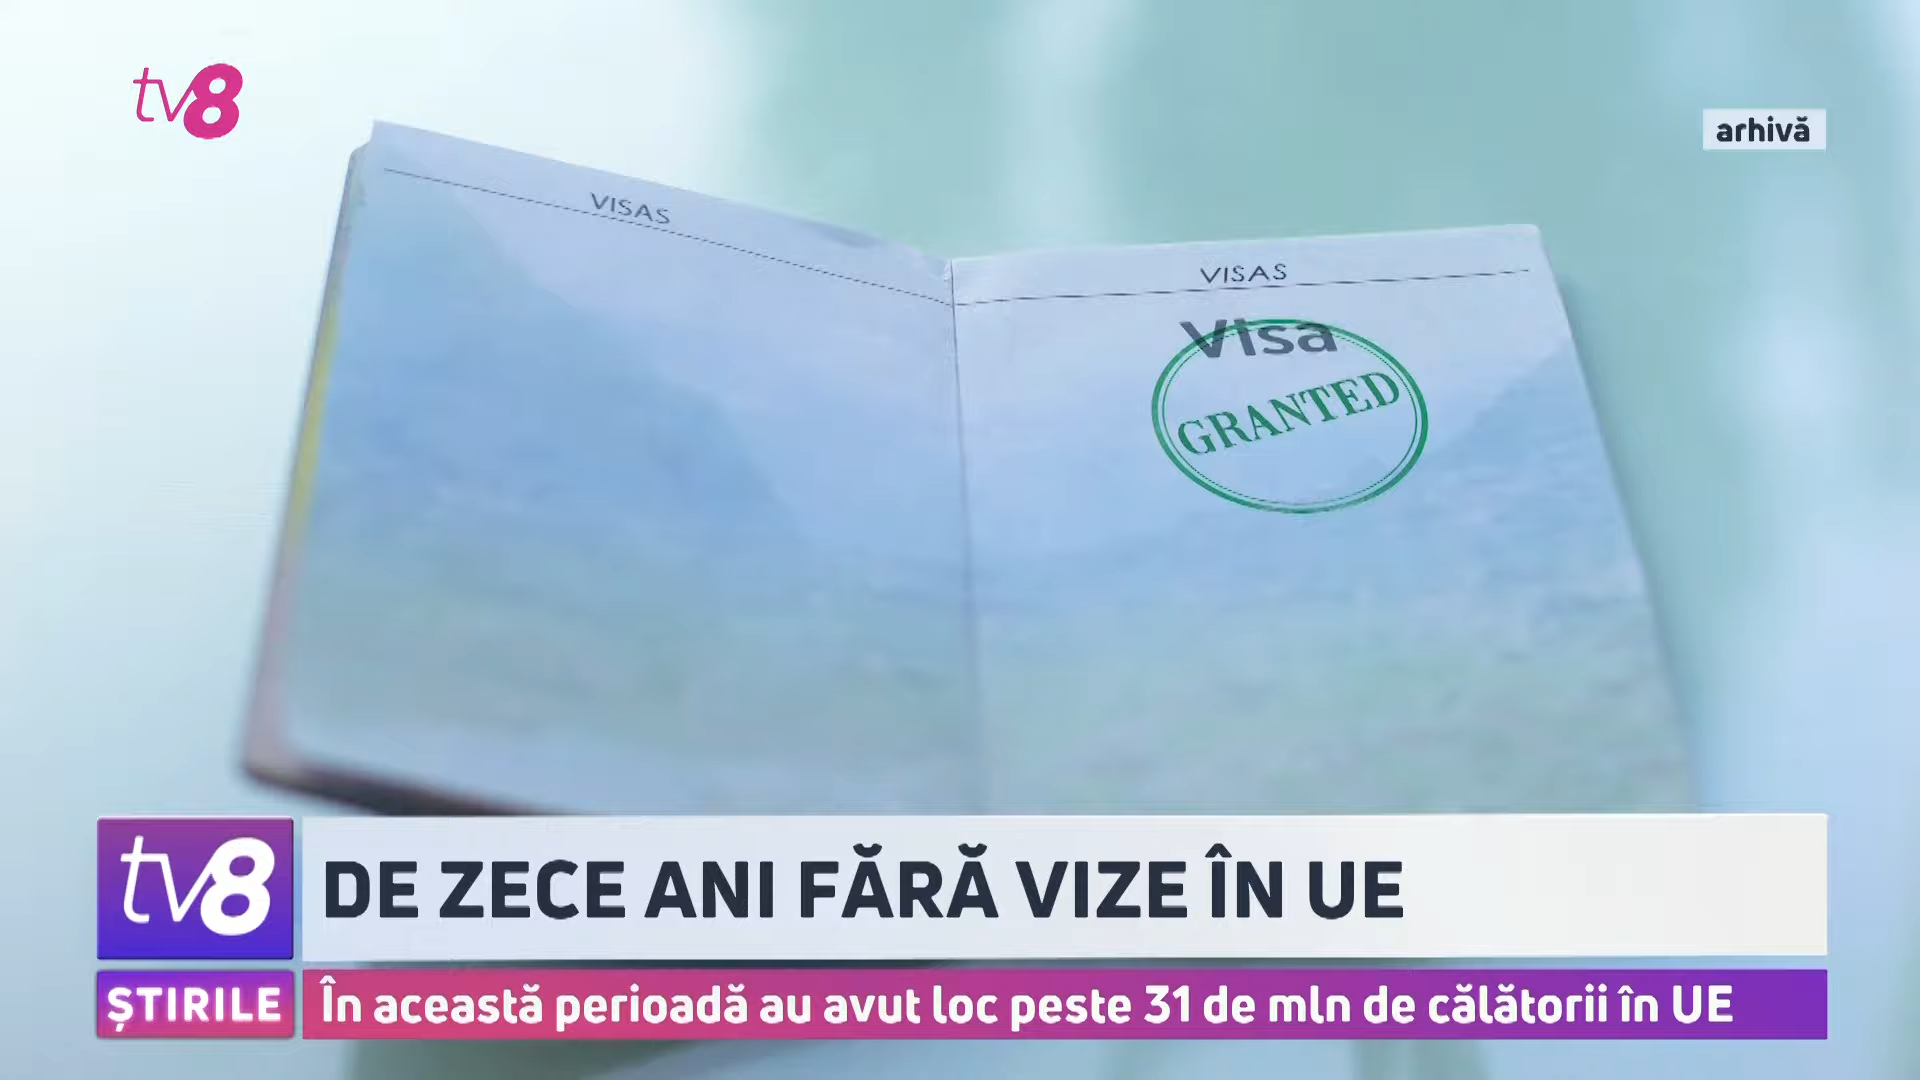 tv8
arhivă
VISAS
VISAS
Visa
GRANTED
tv8
DE ZECE ANI FĂRĂ VIZE ÎN UE
ȘTIRILE
În această perioadă au avut loc peste 31 de mln de călătorii în UE